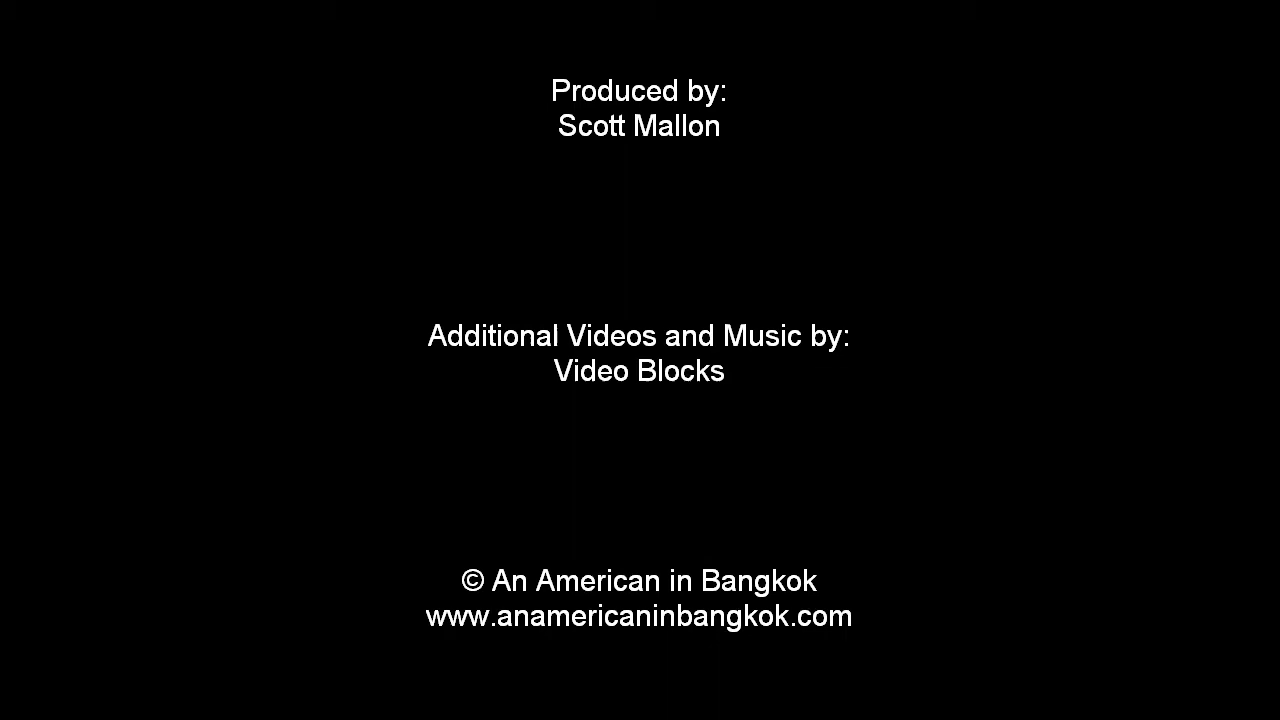 Produced by:
Scott Mallon
Additional Videos and Music by:
Video Blocks
© An American in Bangkok
www.anamericaninbangkok.com